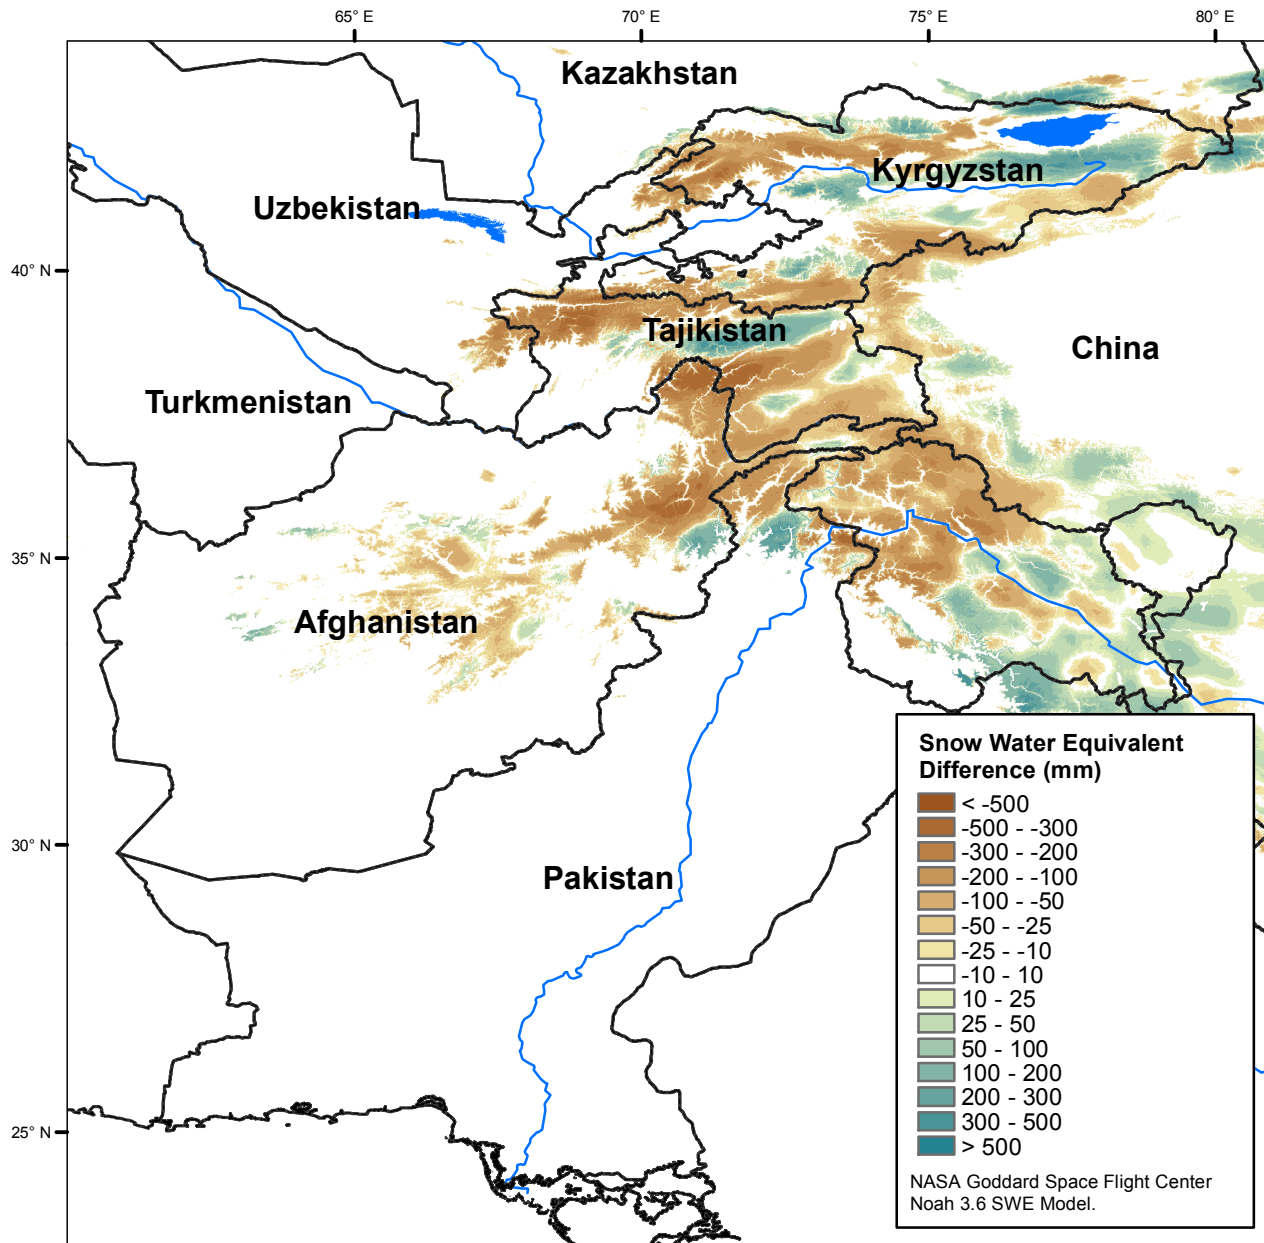 65° E
70° E
75° E
80° E
Kazakhstan
Kyrgyzstan
Uzbekistan
40° N
Tajikistan
China
Turkmenistan
35° N
Afghanistan
Snow Water Equivalent
Difference (mm)
< -500
-500 - -300
-300 - -200
-200 - -100
-100 - -50
-50 - -25
-25 - -10
-10 - 10
10 - 25
25 - 50
50 - 100
100 - 200
200 - 300
300 - 500
> 500
30° N
Pakistan
25° N
NASA Goddard Space Flight Center
Noah 3.6 SWE Model.